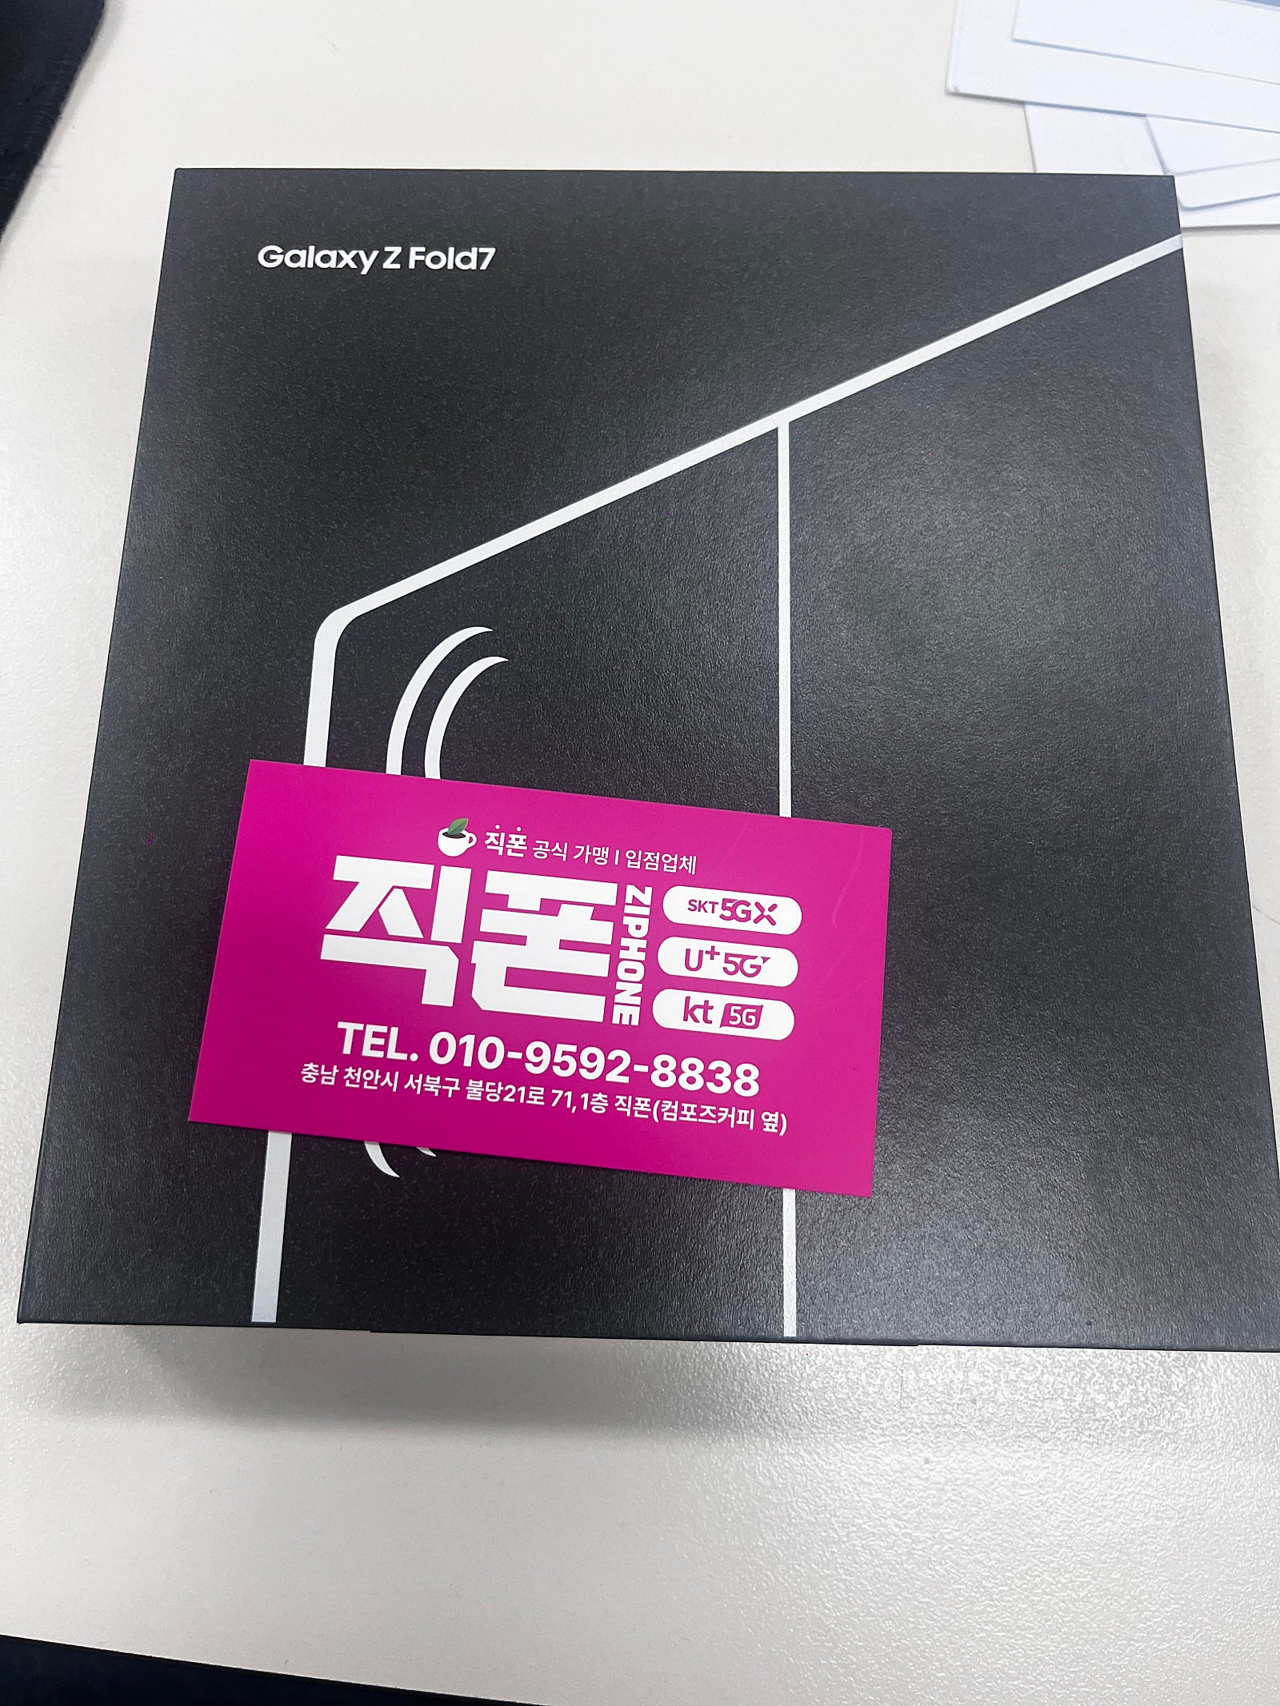 Galaxy Z Fold7
직폰 공식 가맹 | 입점업체
직폰
ZIPHONE
SKT 5GX
U+5G
kt 5G
TEL. 010-9592-8838
충남 천안시 서북구 불당21로 71,1층 직폰(컴포즈커피 옆)